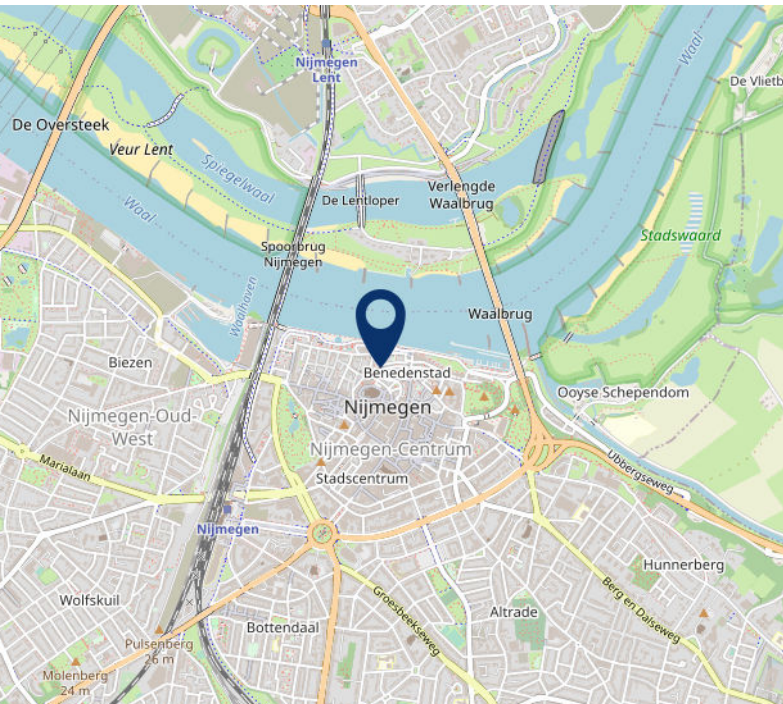 Nijmegen
Lent
Waal
De Vlietb
De Oversteek
Veur Lent
Spiegelwaal
De Lentloper
Verlengde
Waalbrug
Waal
Stadswaard
Spoorbrug
Nijmegen
Waalhaven
Waalbrug
Biezen
Benedenstad
Ooyse Schependom
Nijmegen
Nijmegen-Oud-
West
Nijmegen-Centrum
Marialaan
Stadscentrum
Ubbergseweg
Nijmegen
Hunnerberg
Wolfskuil
Groesbeekseweg
Altrade
Berg en Dalseweg
Bottendaal
Pulsenberg
26 m
Molenberg
24 m